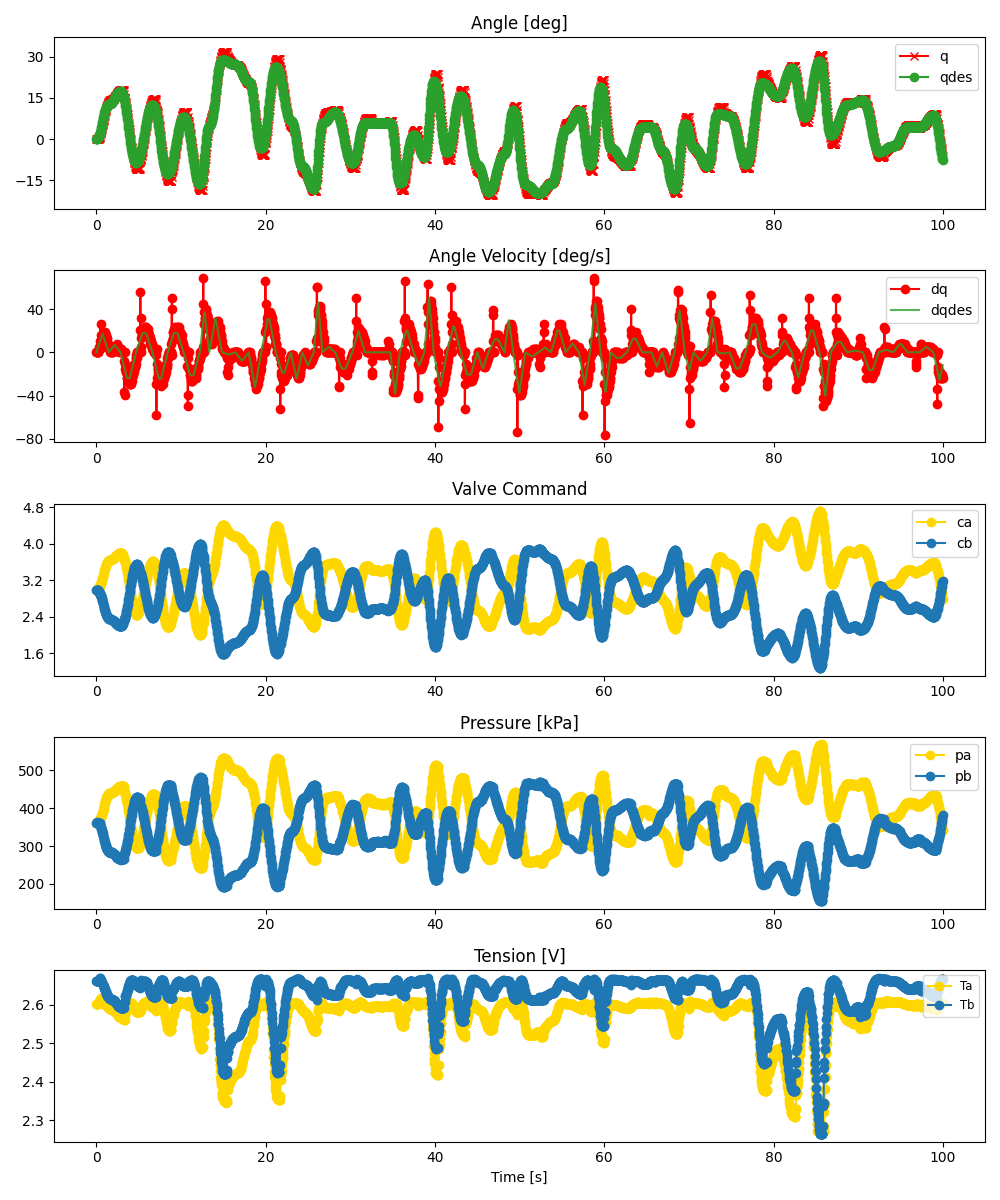 Angle [deg]
30
15
0
−15
q
qdes
0 20 40 60 80 100
Angle Velocity [deg/s]
40
0
−40
−80
dq
dqdes
0 20 40 60 80 100
Valve Command
4.8
4.0
3.2
2.4
1.6
ca
cb
0 20 40 60 80 100
Pressure [kPa]
500
400
300
200
pa
pb
0 20 40 60 80 100
Tension [V]
2.6
2.5
2.4
2.3
Ta
Tb
0 20 40 60 80 100
Time [s]